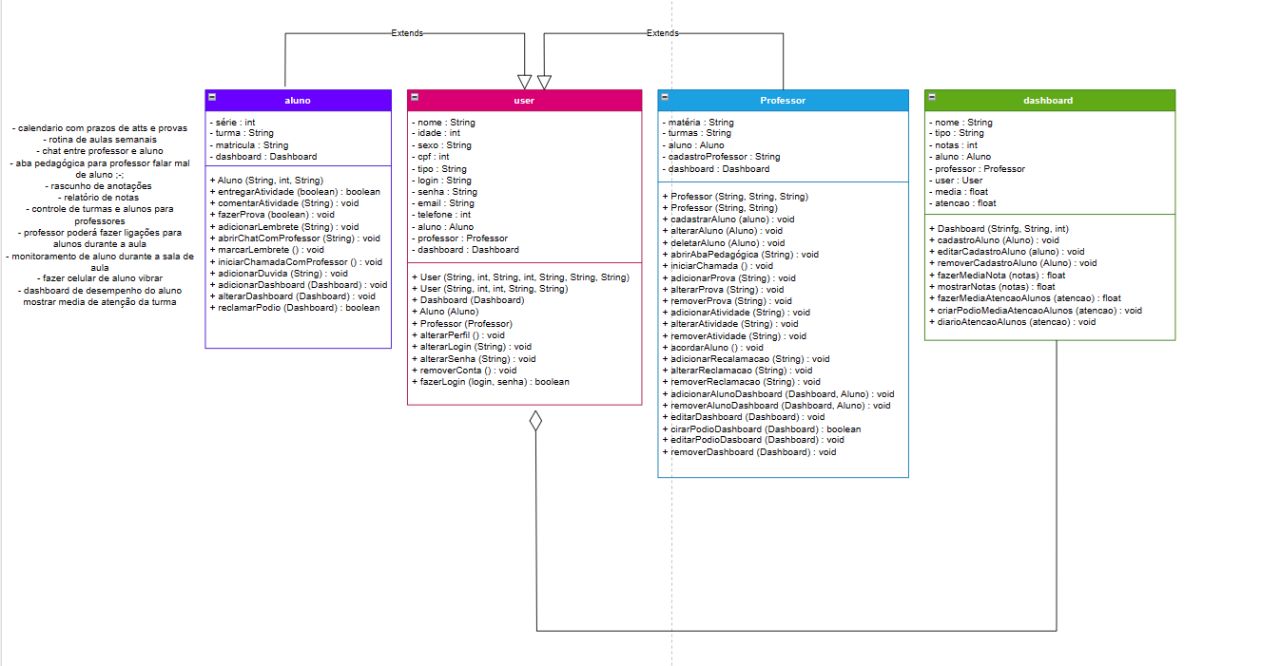 Extends
Extends
- calendario com prazos de atts e provas
- rotina de aulas semanais
- chat entre professor e aluno
- aba pedagógica para professor falar mal
de aluno ;-;
- rascunho de anotações
- relatório de notas
- controle de turmas e alunos para
professores
- professor poderá fazer ligações para
alunos durante a aula
- monitoramento de aluno durante a sala de
aula
- fazer celular de aluno vibrar
- dashboard de desempenho do aluno
mostrar media de atenção da turma
aluno
- série : int
- turma : String
- matricula : String
- dashboard : Dashboard
+ Aluno (String, int, String)
+ entregarAtividade (boolean) : boolean
+ comentarAtividade (String) : void
+ fazerProva (boolean) : void
+ adicionarLembrete (String) : void
+ abrirChatComProfessor (String) : void
+ marcarLembrete () : void
+ iniciarChamadaComProfessor () : void
+ adicionarDuvida (String) : void
+ adicionarDashboard (Dashboard) : void
+ alterarDashboard (Dashboard) : void
+ reclamarPodio (Dashboard) : boolean
user
- nome : String
- idade : int
- sexo : String
- cpf : int
- tipo : String
- login : String
- senha : String
- email : String
- telefone : int
- aluno : Aluno
- professor : Professor
- dashboard : Dashboard
+ User (String, int, String, int, String, String, String)
+ User (String, int, int, String, String)
+ Dashboard (Dashboard)
+ Aluno (Aluno)
+ Professor (Professor)
+ alterarPerfil () : void
+ alterarLogin (String) : void
+ alterarSenha (String) : void
+ removerConta () : void
+ fazerLogin (login, senha) : boolean
Professor
- matéria : String
- turmas : String
- aluno : Aluno
- cadastroProfessor : String
- dashboard : Dashboard
+ Professor (String, String, String)
+ Professor (String, String)
+ cadastrarAluno (aluno) : void
+ alterarAluno (Aluno) : void
+ deletarAluno (Aluno) : void
+ abrirAbaPedagógica (String) : void
+ iniciarChamada () : void
+ adicionarProva (String) : void
+ alterarProva (String) : void
+ removerProva (String) : void
+ adicionarAtividade (String) : void
+ alterarAtividade (String) : void
+ removerAtividade (String) : void
+ acordarAluno () : void
+ adicionarRecalamacao (String) : void
+ alterarReclamacao (String) : void
+ removerReclamacao (String) : void
+ adicionarAlunoDashboard (Dashboard, Aluno) : void
+ removerAlunoDashboard (Dashboard, Aluno) : void
+ editarDashboard (Dashboard) : void
+ cirarPodioDashboard (Dashboard) : boolean
+ editarPodioDasboard (Dashboard) : void
+ removerDashboard (Dashboard) : void
dashboard
- nome : String
- tipo : String
- notas : int
- aluno : Aluno
- professor : Professor
- user : User
- media : float
- atencao : float
+ Dashboard (Strinfg, String, int)
+ cadastroAluno (Aluno) : void
+ editarCadastroAluno (aluno) : void
+ removerCadastroAluno (Aluno) : void
+ fazerMediaNota (notas) : float
+ mostrarNotas (notas) : float
+ fazerMediaAtencaoAlunos (atencao) : float
+ criarPodioMediaAtencaoAlunos (atencao) : void
+ diarioAtencaoAlunos (atencao) : void